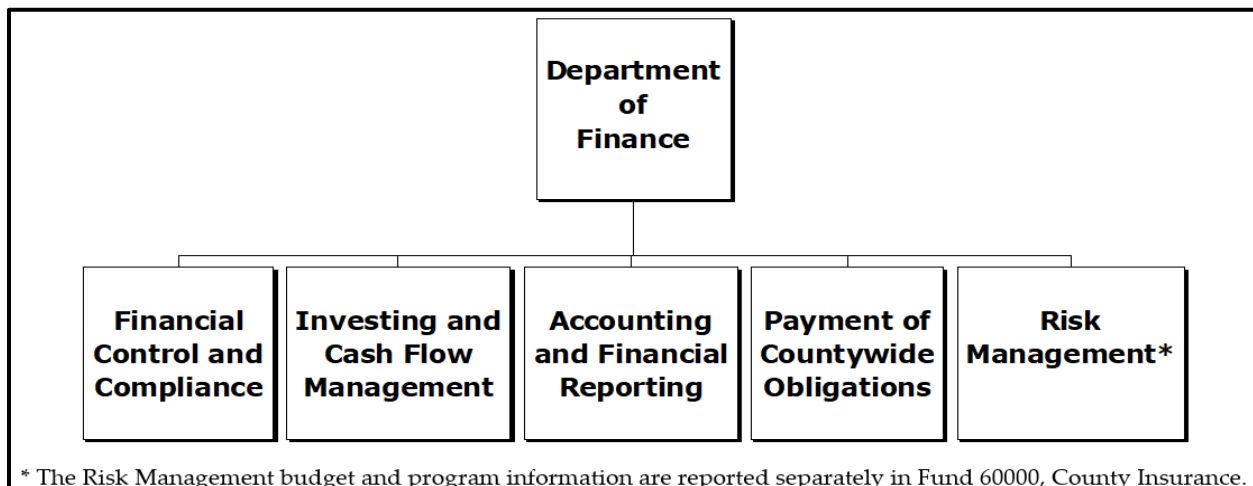 Department
of
Finance
Financial
Control and
Compliance
Investing and
Cash Flow
Management
Accounting
and Financial
Reporting
Payment of
Countywide
Obligations
Risk
Management*
* The Risk Management budget and program information are reported separately in Fund 60000, County Insurance.